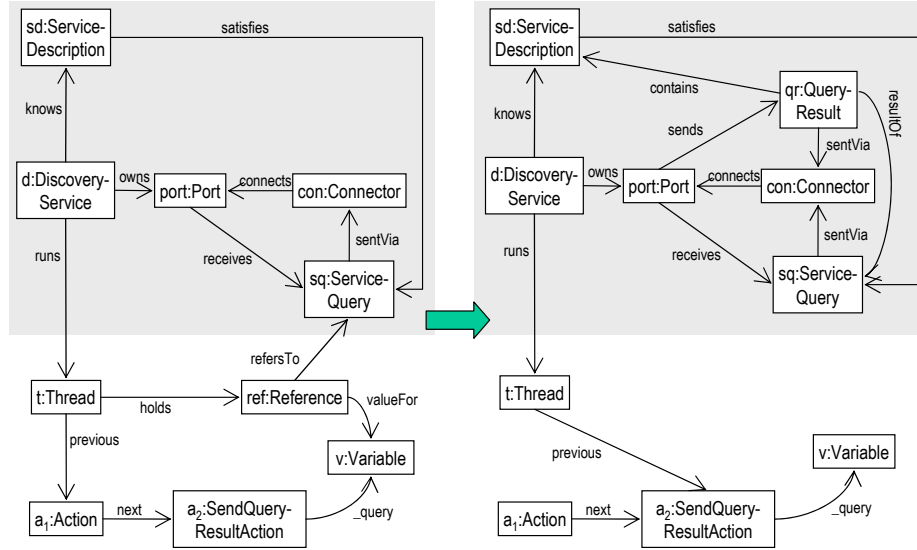 sd:Service-
Description
satisfies
knows
d:Discovery-
Service
owns
port:Port
connects
con:Connector
sentVia
receives
runs
sq:Service-
Query
refersTo
t:Thread
holds
ref:Reference
valueFor
previous
v:Variable
a1:Action
next
a2:SendQuery-
ResultAction
_query
sd:Service-
Description
satisfies
contains
qr:Query-
Result
resultOf
knows
sends
sentVia
d:Discovery-
Service
owns
port:Port
connects
con:Connector
sentVia
receives
runs
sq:Service-
Query
t:Thread
previous
v:Variable
a1:Action
next
a2:SendQuery-
ResultAction
_query